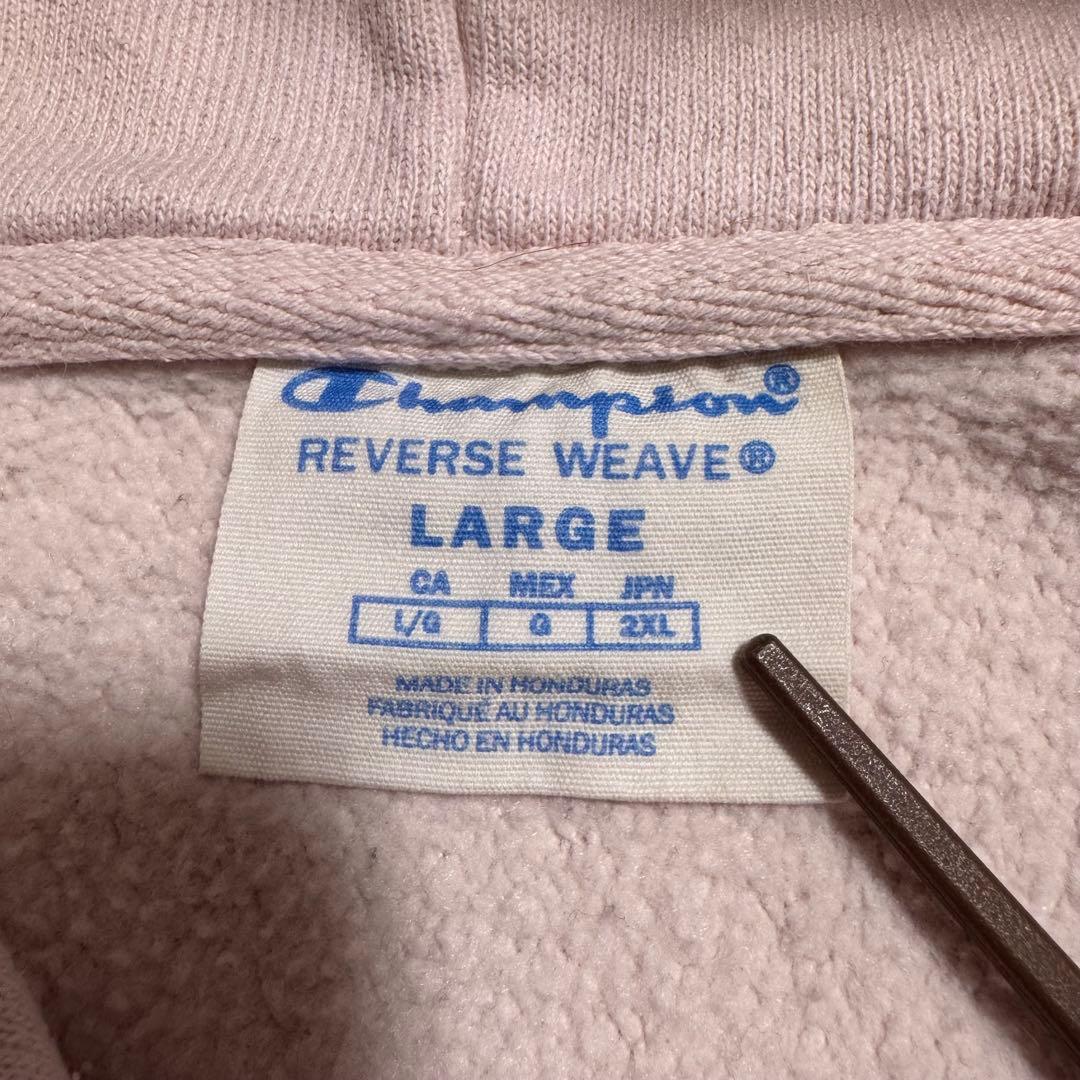 Champion®
REVERSE WEAVE®
LARGE
CA MEX JPN
L/G G 2XL
MADE IN HONDURAS
FABRIQUÉ AU HONDURAS
HECHO EN HONDURAS